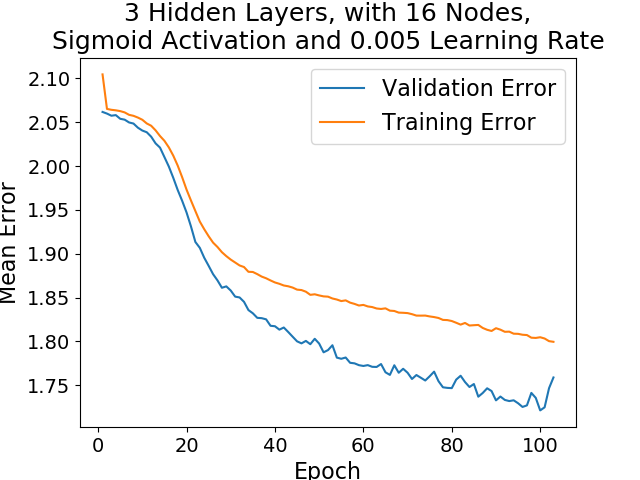 3 Hidden Layers, with 16 Nodes,
Sigmoid Activation and 0.005 Learning Rate
Validation Error
Training Error
Mean Error
2.10
2.05
2.00
1.95
1.90
1.85
1.80
1.75
0 20 40 60 80 100
Epoch